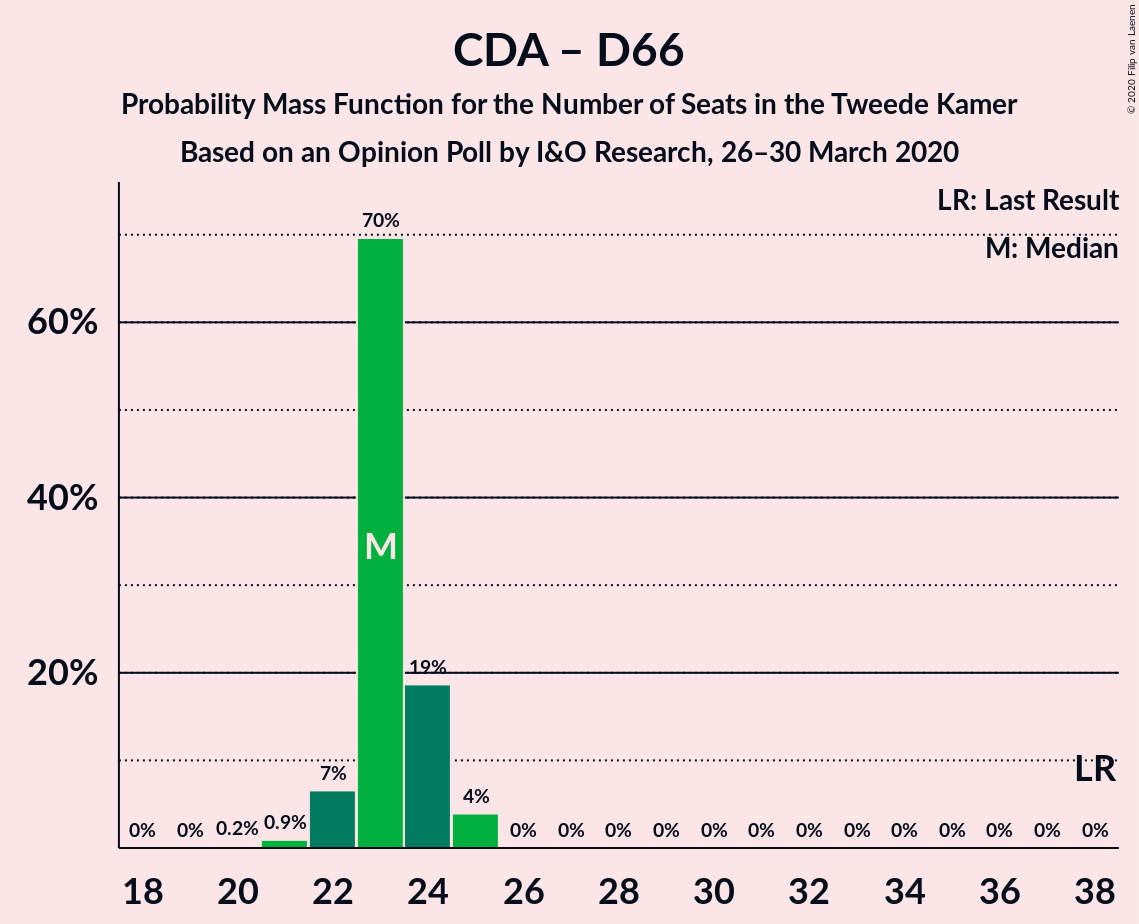 CDA – D66
Probability Mass Function for the Number of Seats in the Tweede Kamer
Based on an Opinion Poll by I&O Research, 26–30 March 2020
© 2020 Filip van Laenen
LR: Last Result
M: Median
70%
60%
40%
M
20%
19%
LR
7%
4%
0% 0% 0.2% 0.9% 0% 0% 0% 0% 0% 0% 0% 0% 0% 0% 0% 0% 0%
18 20 22 24 26 28 30 32 34 36 38